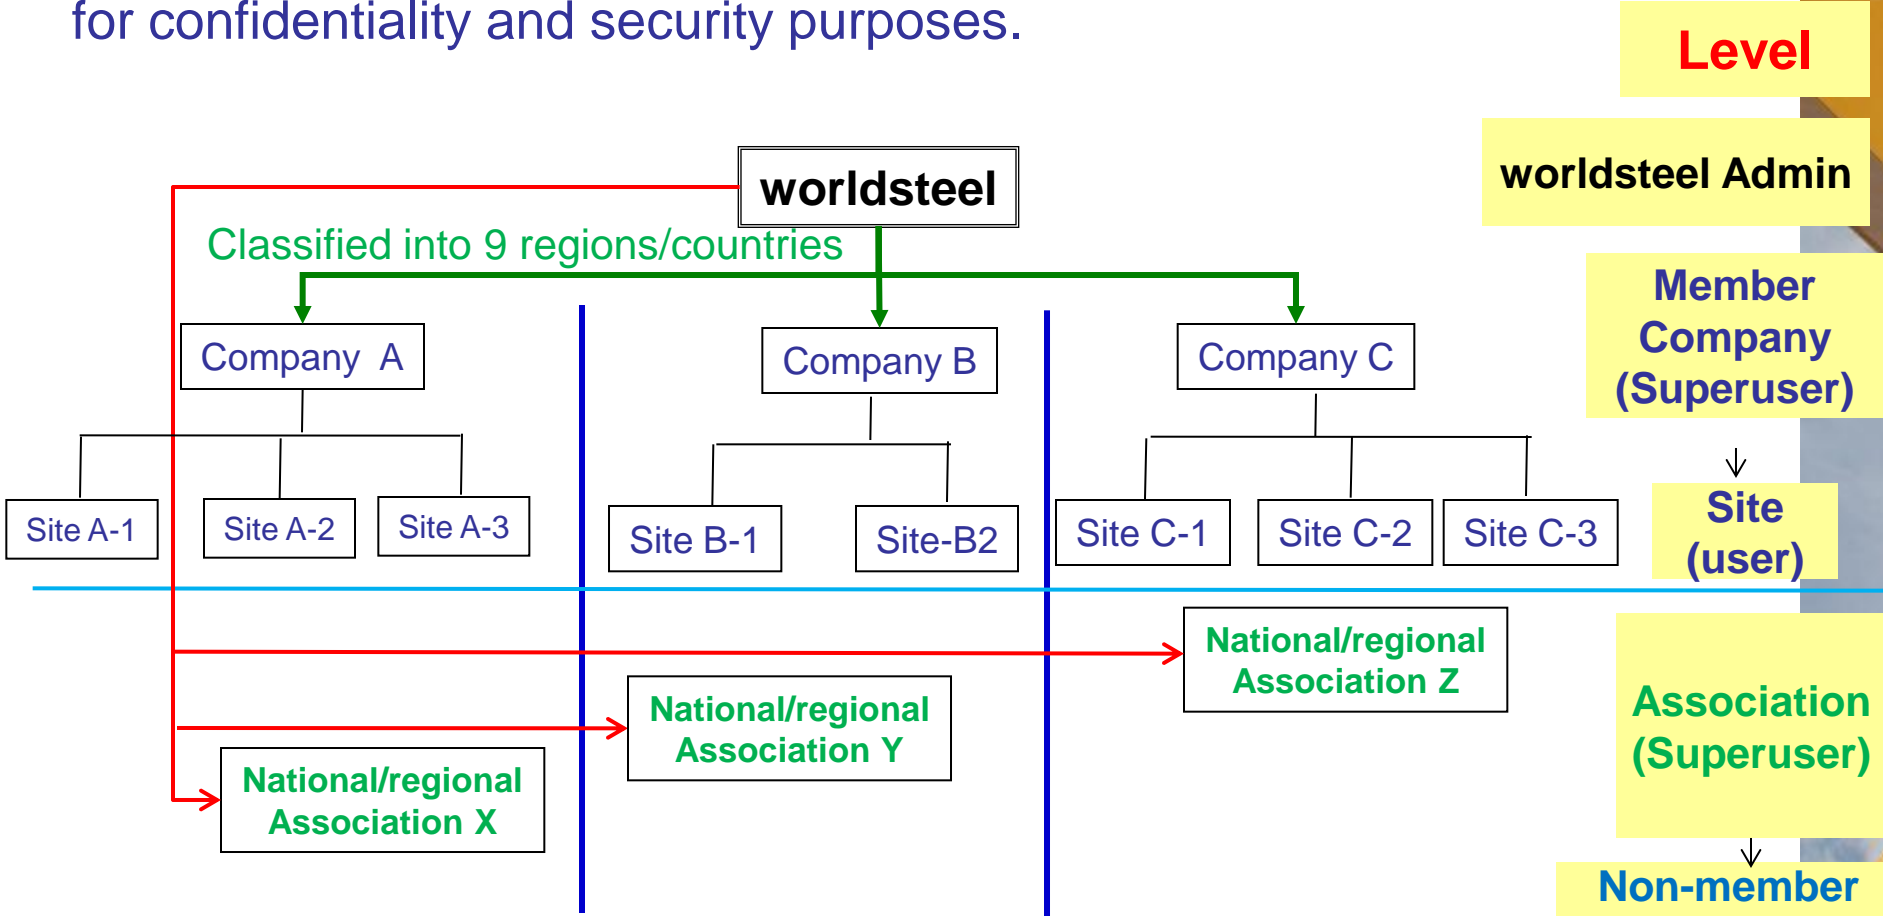 for confidentiality and security purposes.
Level
worldsteel
worldsteel Admin
Classified into 9 regions/countries
Company A
Company B
Company C
Member
Company
(Superuser)
Site A-1
Site A-2
Site A-3
Site B-1
Site-B2
Site C-1
Site C-2
Site C-3
Site
(user)
National/regional
Association Z
National/regional
Association Y
National/regional
Association X
Association
(Superuser)
Non-member